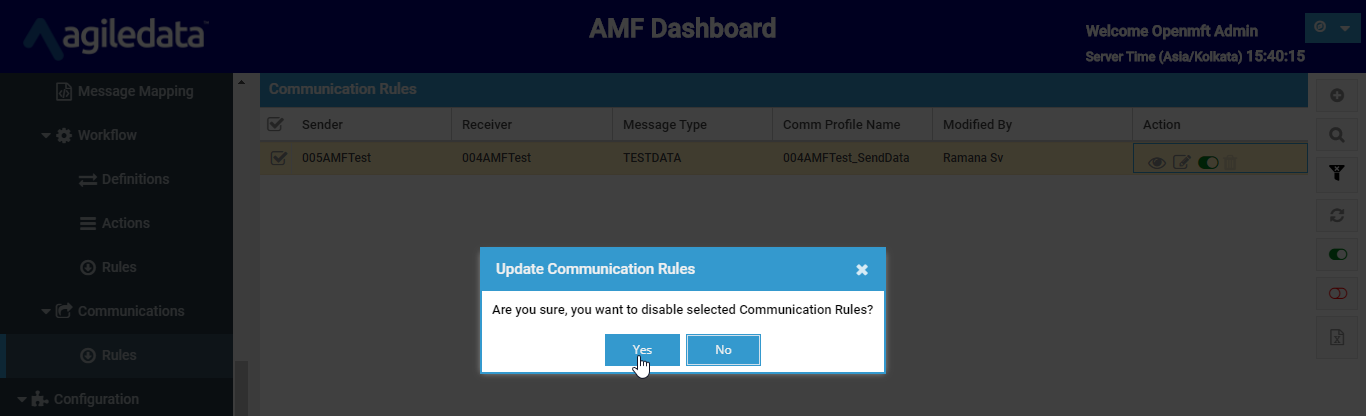 agiledata
AMF Dashboard
Welcome Openmft Admin
Server Time (Asia/Kolkata) 15:40:15
Message Mapping
Workflow
Definitions
Actions
Rules
Communications
Rules
Configuration
Communication Rules
Sender Receiver Message Type Comm Profile Name Modified By Action
005AMFTest 004AMFTest TESTDATA 004AMFTest_SendData Ramana Sv
Update Communication Rules
Are you sure, you want to disable selected Communication Rules?
Yes No